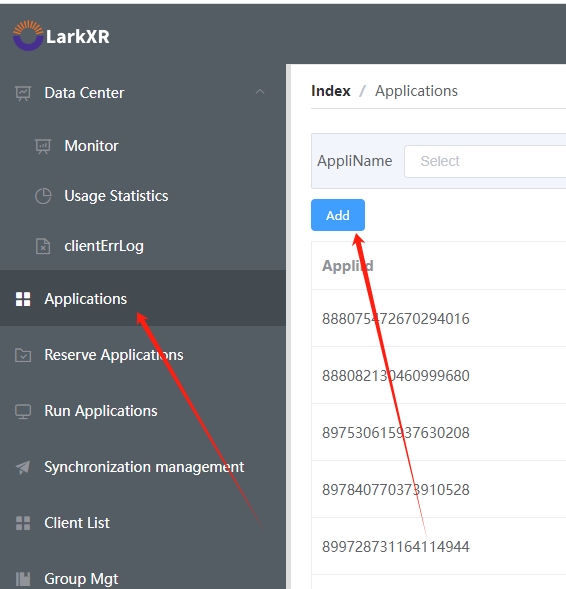 LarkXR
Data Center
Monitor
Usage Statistics
clientErrLog
Applications
Reserve Applications
Run Applications
Synchronization management
Client List
Group Mgt
Index / Applications
AppliName Select
Add
AppliId
888075472670294016
888082130460999680
897530615937630208
897840770373910528
899728731164114944